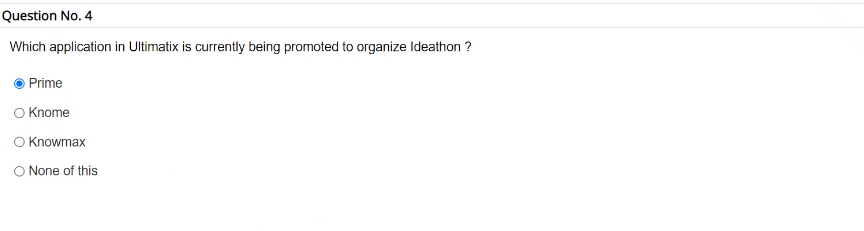 Question No. 4
Which application in Ultimatix is currently being promoted to organize Ideathon ?
Prime
Knome
Knowmax
None of this